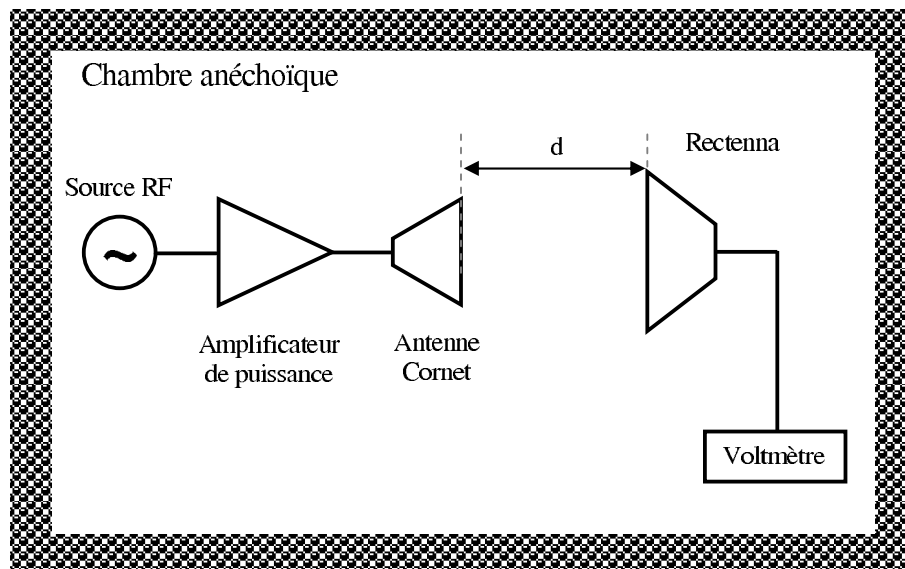 Chambre anéchoïque
d
Rectenna
Source RF
~
Amplificateur
de puissance
Antenne
Cornet
Voltmètre